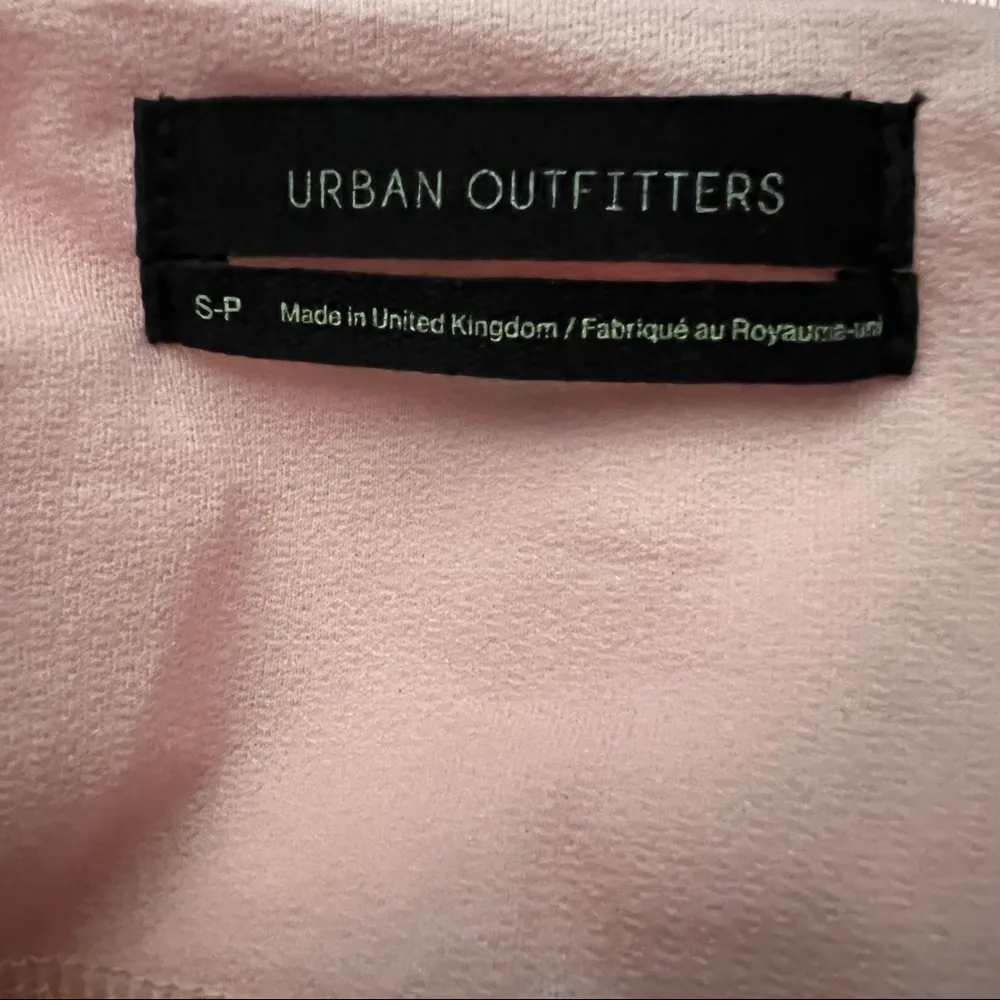 URBAN OUTFITTERS
S-P Made in United Kingdom / Fabriqué au Royaume-uni